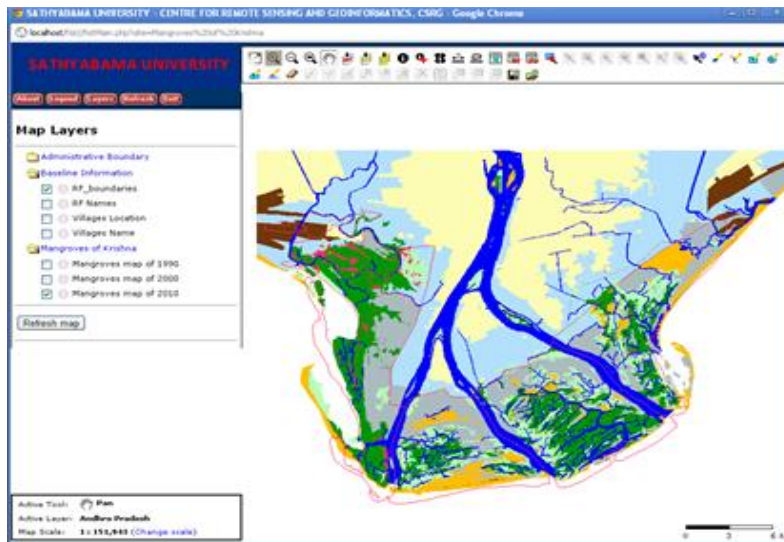 SATHYABAMA UNIVERSITY - CENTRE FOR REMOTE SENSING AND GEOINFORMATICS, CSRG - Google Chrome
SATHYABAMA UNIVERSITY
About Legend Layers Refresh Exit
Map Layers
Administrative Boundary
Baseline Information
RF_boundaries
RF Names
Villages Location
Villages Name
Mangroves of Krishna
Mangroves map of 1990
Mangroves map of 2000
Mangroves map of 2010
Refresh map
Active Tool: Pan
Active Layer: Andhra Pradesh
Map Scale: (Change scale)
0 3 6